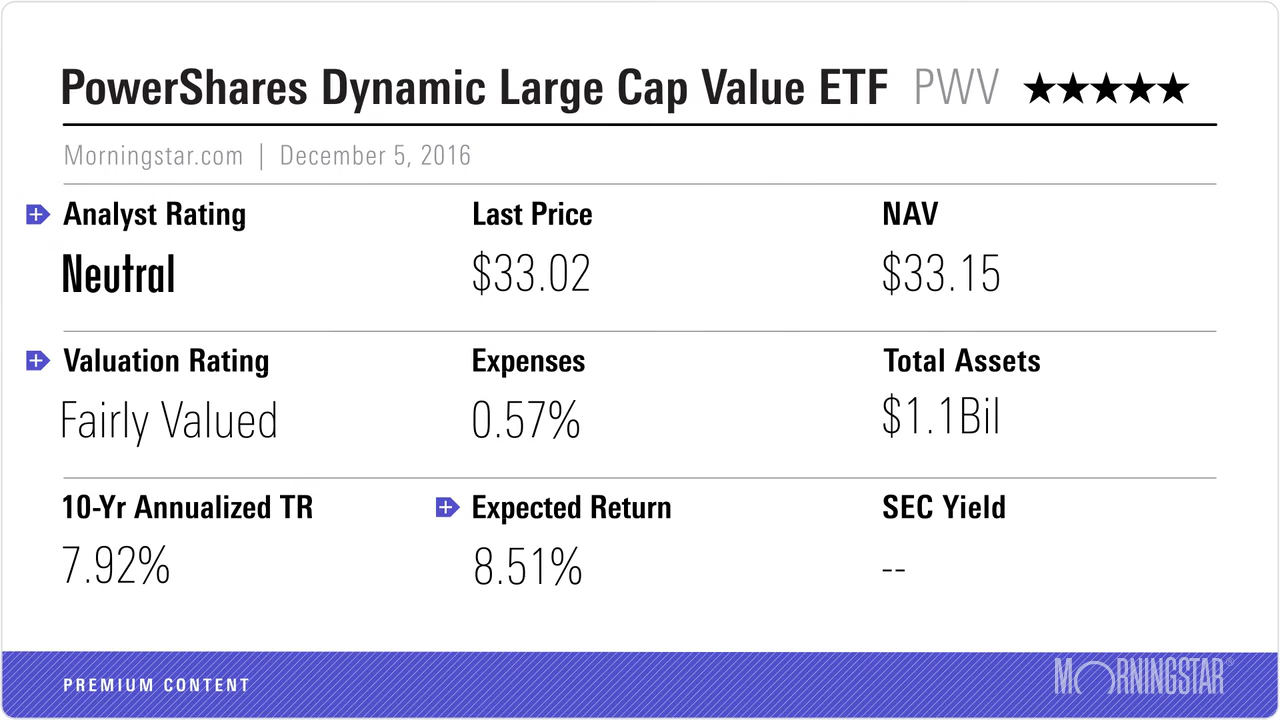 PowerShares Dynamic Large Cap Value ETF PWV ★★★★★
Morningstar.com | December 5, 2016
Analyst Rating Last Price NAV
Neutral $33.02 $33.15
Valuation Rating Expenses Total Assets
Fairly Valued 0.57% $1.1Bil
10-Yr Annualized TR Expected Return SEC Yield
7.92% 8.51% --
PREMIUM CONTENT MORNINGSTAR®